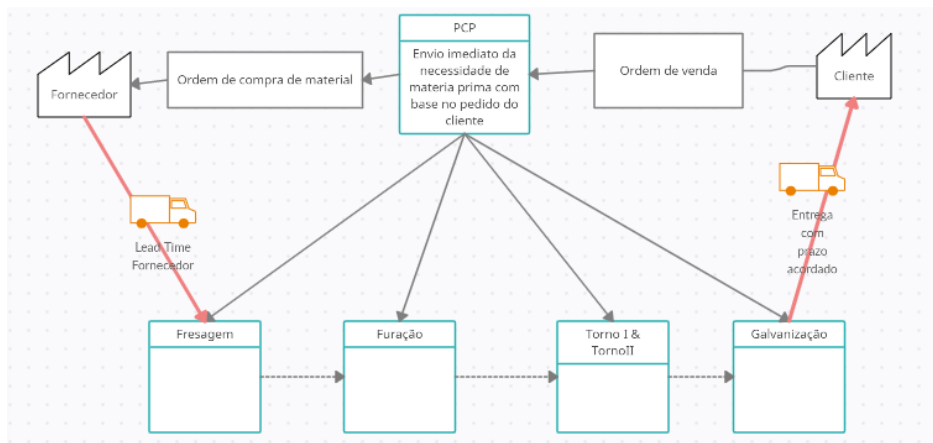 PCP
Envio imediato da
necessidade de
materia prima com
base no pedido do
cliente
Ordem de venda
Cliente
Ordem de compra de material
Fornecedor
Lead Time
Fornecedor
Entrega
com
prazo
acordado
Fresagem
Furação
Torno I &
TornoII
Galvanização